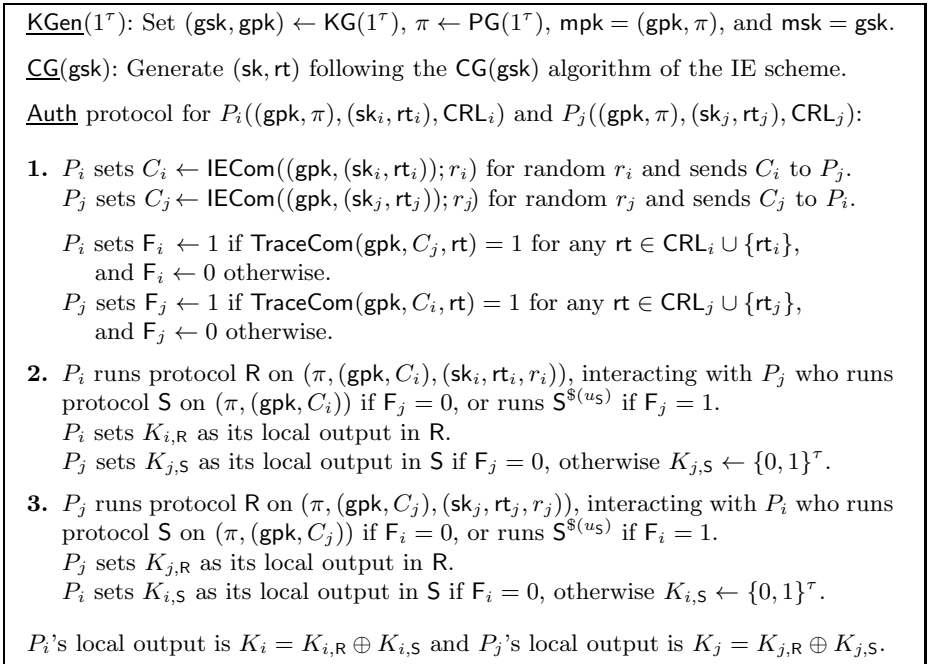 KGen(1^τ): Set (gsk, gpk) ← KG(1^τ), π ← PG(1^τ), mpk = (gpk, π), and msk = gsk.
CG(gsk): Generate (sk, rt) following the CG(gsk) algorithm of the IE scheme.
Auth protocol for P_i((gpk, π), (sk_i, rt_i), CRL_i) and P_j((gpk, π), (sk_j, rt_j), CRL_j):
1. P_i sets C_i ← IECom((gpk, (sk_i, rt_i)); r_i) for random r_i and sends C_i to P_j.
P_j sets C_j ← IECom((gpk, (sk_j, rt_j)); r_j) for random r_j and sends C_j to P_i.
P_i sets F_i ← 1 if TraceCom(gpk, C_j, rt) = 1 for any rt ∈ CRL_i ∪ {rt_i},
and F_i ← 0 otherwise.
P_j sets F_j ← 1 if TraceCom(gpk, C_i, rt) = 1 for any rt ∈ CRL_j ∪ {rt_j},
and F_j ← 0 otherwise.
2. P_i runs protocol R on (π, (gpk, C_i), (sk_i, rt_i, r_i)), interacting with P_j who runs
protocol S on (π, (gpk, C_i)) if F_j = 0, or runs S^$(u_S) if F_j = 1.
P_i sets K_{i,R} as its local output in R.
P_j sets K_{j,S} as its local output in S if F_j = 0, otherwise K_{j,S} ← {0, 1}^τ.
3. P_j runs protocol R on (π, (gpk, C_j), (sk_j, rt_j, r_j)), interacting with P_i who runs
protocol S on (π, (gpk, C_j)) if F_i = 0, or runs S^$(u_S) if F_i = 1.
P_j sets K_{j,R} as its local output in R.
P_i sets K_{i,S} as its local output in S if F_i = 0, otherwise K_{i,S} ← {0, 1}^τ.
P_i's local output is K_i = K_{i,R} ⊕ K_{i,S} and P_j's local output is K_j = K_{j,R} ⊕ K_{j,S}.